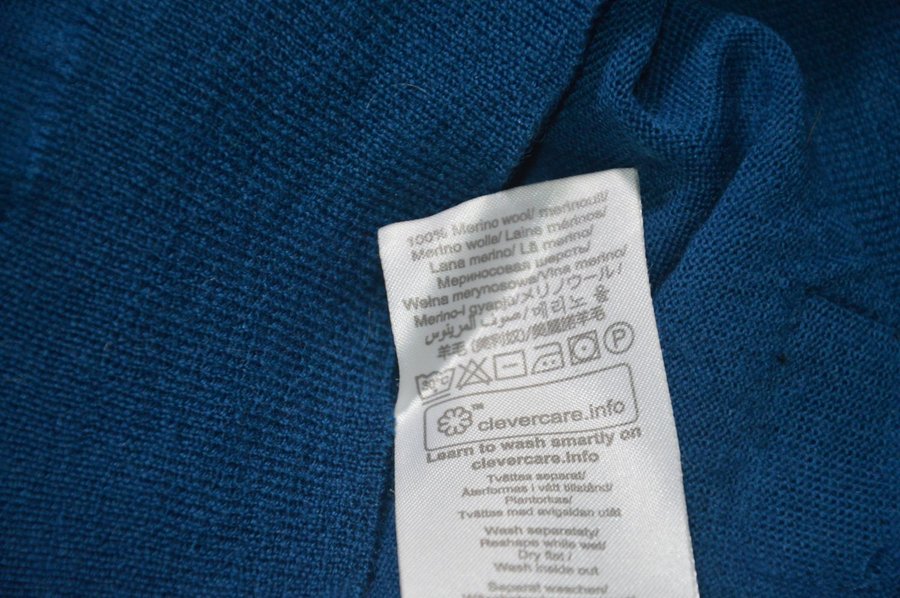 100% Merino wool/ merinoull/
Merino wolle/ Laine mérinos/
Lana merino/ Lã merino/
Мериносовая шерсть/
Wełna merynosowa/Vlna merino/
Merino-i gyapjú/メリノウール/
صوف المرينوس/메리노 울/
羊毛 (美利奴)/美麗諾羊毛
P
™ clevercare.info
Learn to wash smartly on
clevercare.info
Tvättas separat/
Återformas i vått tillstånd/
Plantorkas/
Tvättas med avigsidan utåt
Wash separately/
Reshape while wet/
Dry flat /
Wash inside out
Separat waschen/